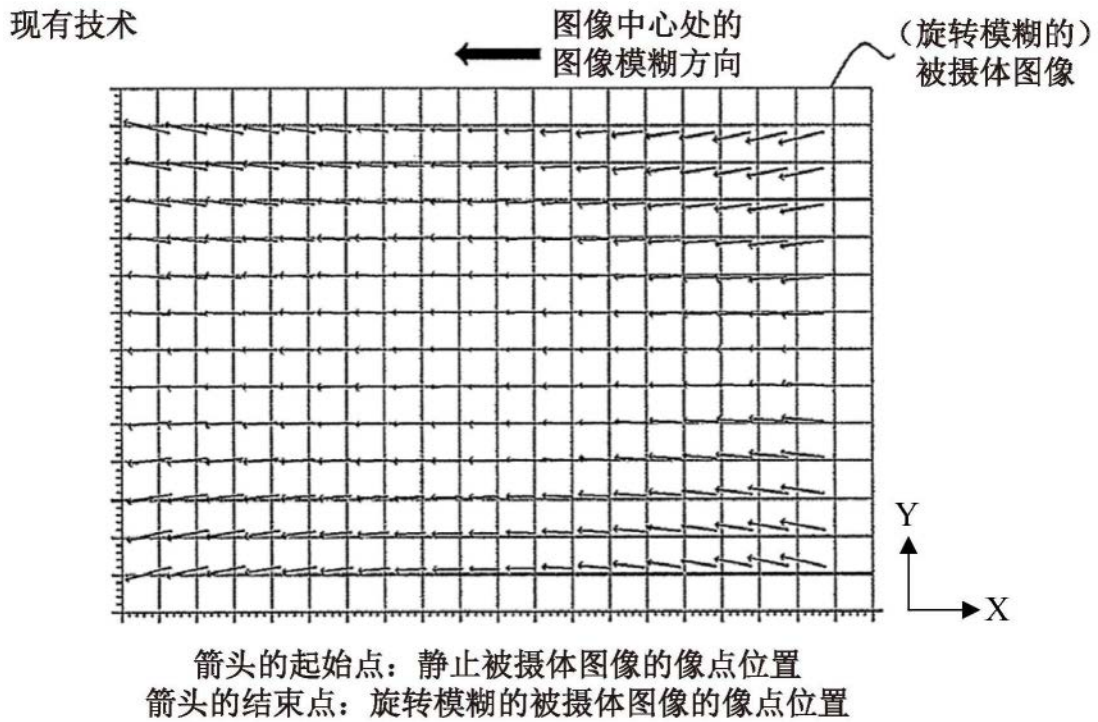 现有技术
图像中心处的
图像模糊方向
（旋转模糊的）
被摄体图像
Y
X
箭头的起始点：静止被摄体图像的像点位置
箭头的结束点：旋转模糊的被摄体图像的像点位置